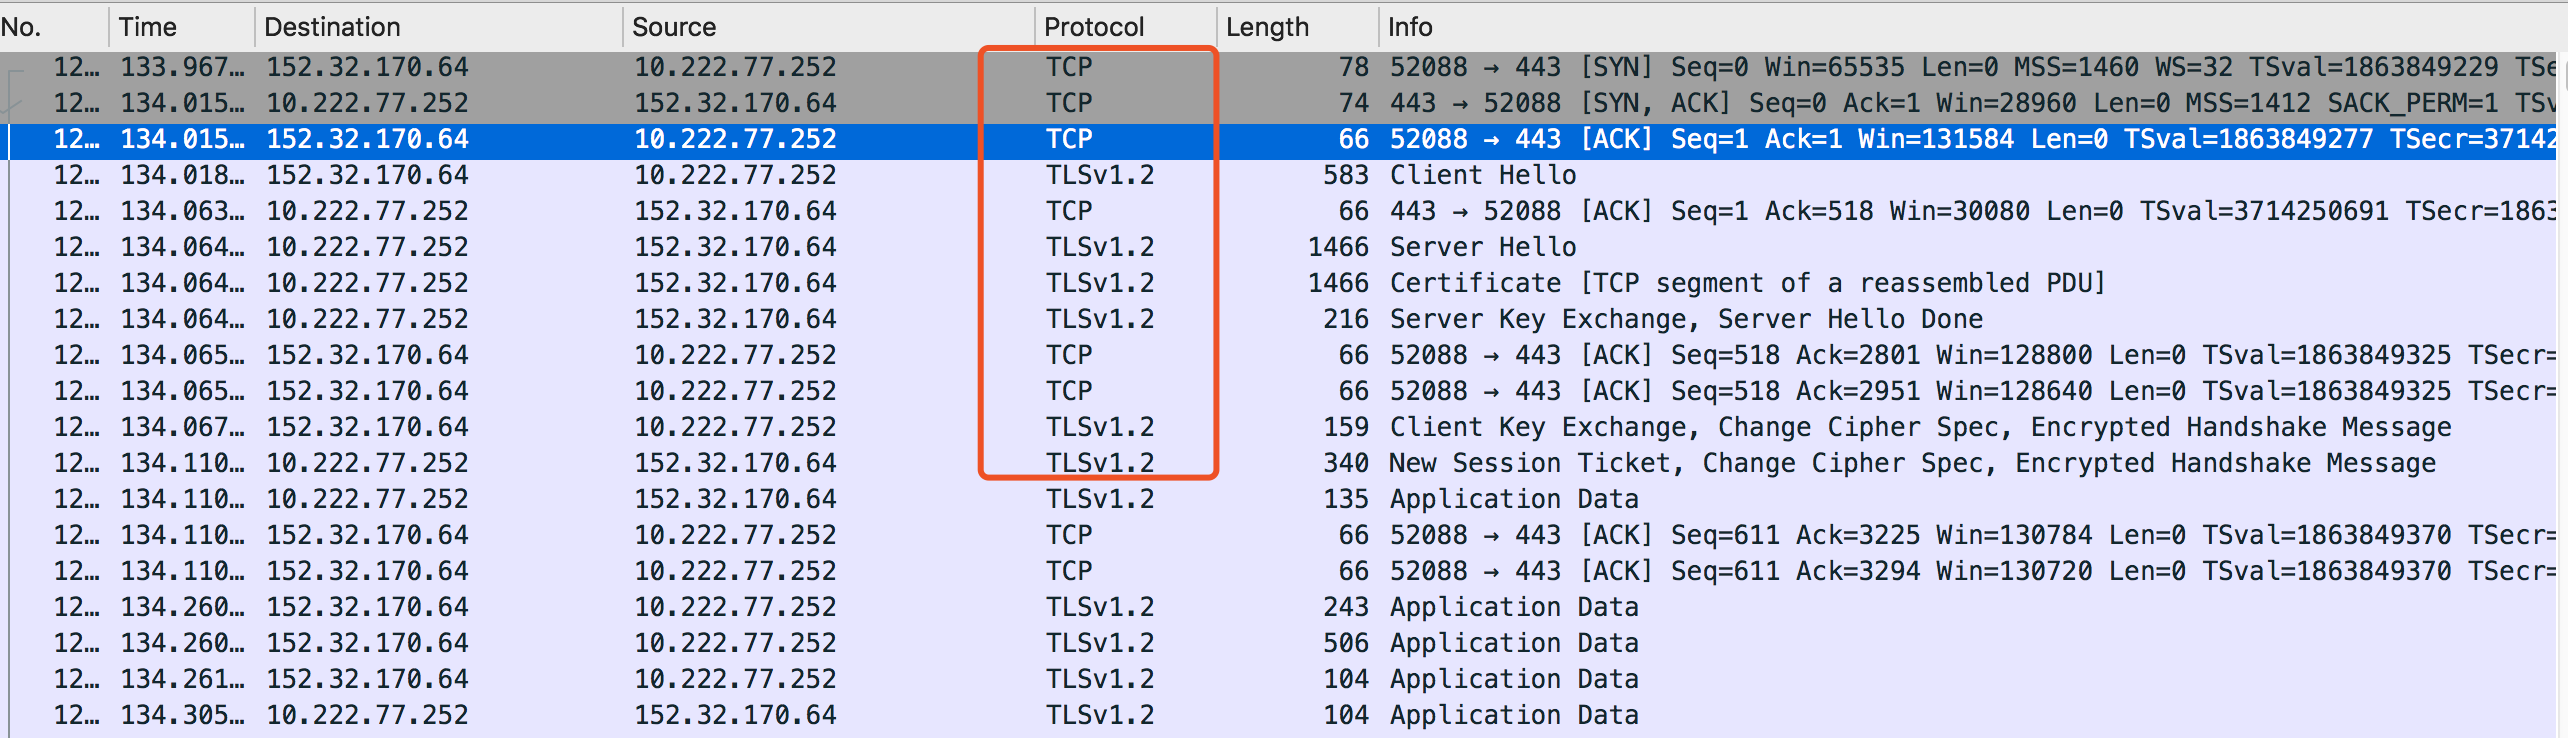 No. Time Destination Source Protocol Length Info
12… 133.967… 152.32.170.64 10.222.77.252 TCP 78 52088 → 443 [SYN] Seq=0 Win=65535 Len=0 MSS=1460 WS=32 TSval=1863849229 TSe
12… 134.015… 10.222.77.252 152.32.170.64 TCP 74 443 → 52088 [SYN, ACK] Seq=0 Ack=1 Win=28960 Len=0 MSS=1412 SACK_PERM=1 TSv
12… 134.015… 152.32.170.64 10.222.77.252 TCP 66 52088 → 443 [ACK] Seq=1 Ack=1 Win=131584 Len=0 TSval=1863849277 TSecr=37142
12… 134.018… 152.32.170.64 10.222.77.252 TLSv1.2 583 Client Hello
12… 134.063… 10.222.77.252 152.32.170.64 TCP 66 443 → 52088 [ACK] Seq=1 Ack=518 Win=30080 Len=0 TSval=3714250691 TSecr=1863
12… 134.064… 10.222.77.252 152.32.170.64 TLSv1.2 1466 Server Hello
12… 134.064… 10.222.77.252 152.32.170.64 TLSv1.2 1466 Certificate [TCP segment of a reassembled PDU]
12… 134.064… 10.222.77.252 152.32.170.64 TLSv1.2 216 Server Key Exchange, Server Hello Done
12… 134.065… 152.32.170.64 10.222.77.252 TCP 66 52088 → 443 [ACK] Seq=518 Ack=2801 Win=128800 Len=0 TSval=1863849325 TSecr=
12… 134.065… 152.32.170.64 10.222.77.252 TCP 66 52088 → 443 [ACK] Seq=518 Ack=2951 Win=128640 Len=0 TSval=1863849325 TSecr=
12… 134.067… 152.32.170.64 10.222.77.252 TLSv1.2 159 Client Key Exchange, Change Cipher Spec, Encrypted Handshake Message
12… 134.110… 10.222.77.252 152.32.170.64 TLSv1.2 340 New Session Ticket, Change Cipher Spec, Encrypted Handshake Message
12… 134.110… 10.222.77.252 152.32.170.64 TLSv1.2 135 Application Data
12… 134.110… 152.32.170.64 10.222.77.252 TCP 66 52088 → 443 [ACK] Seq=611 Ack=3225 Win=130784 Len=0 TSval=1863849370 TSecr=
12… 134.110… 152.32.170.64 10.222.77.252 TCP 66 52088 → 443 [ACK] Seq=611 Ack=3294 Win=130720 Len=0 TSval=1863849370 TSecr=
12… 134.260… 152.32.170.64 10.222.77.252 TLSv1.2 243 Application Data
12… 134.260… 152.32.170.64 10.222.77.252 TLSv1.2 506 Application Data
12… 134.261… 152.32.170.64 10.222.77.252 TLSv1.2 104 Application Data
12… 134.305… 10.222.77.252 152.32.170.64 TLSv1.2 104 Application Data